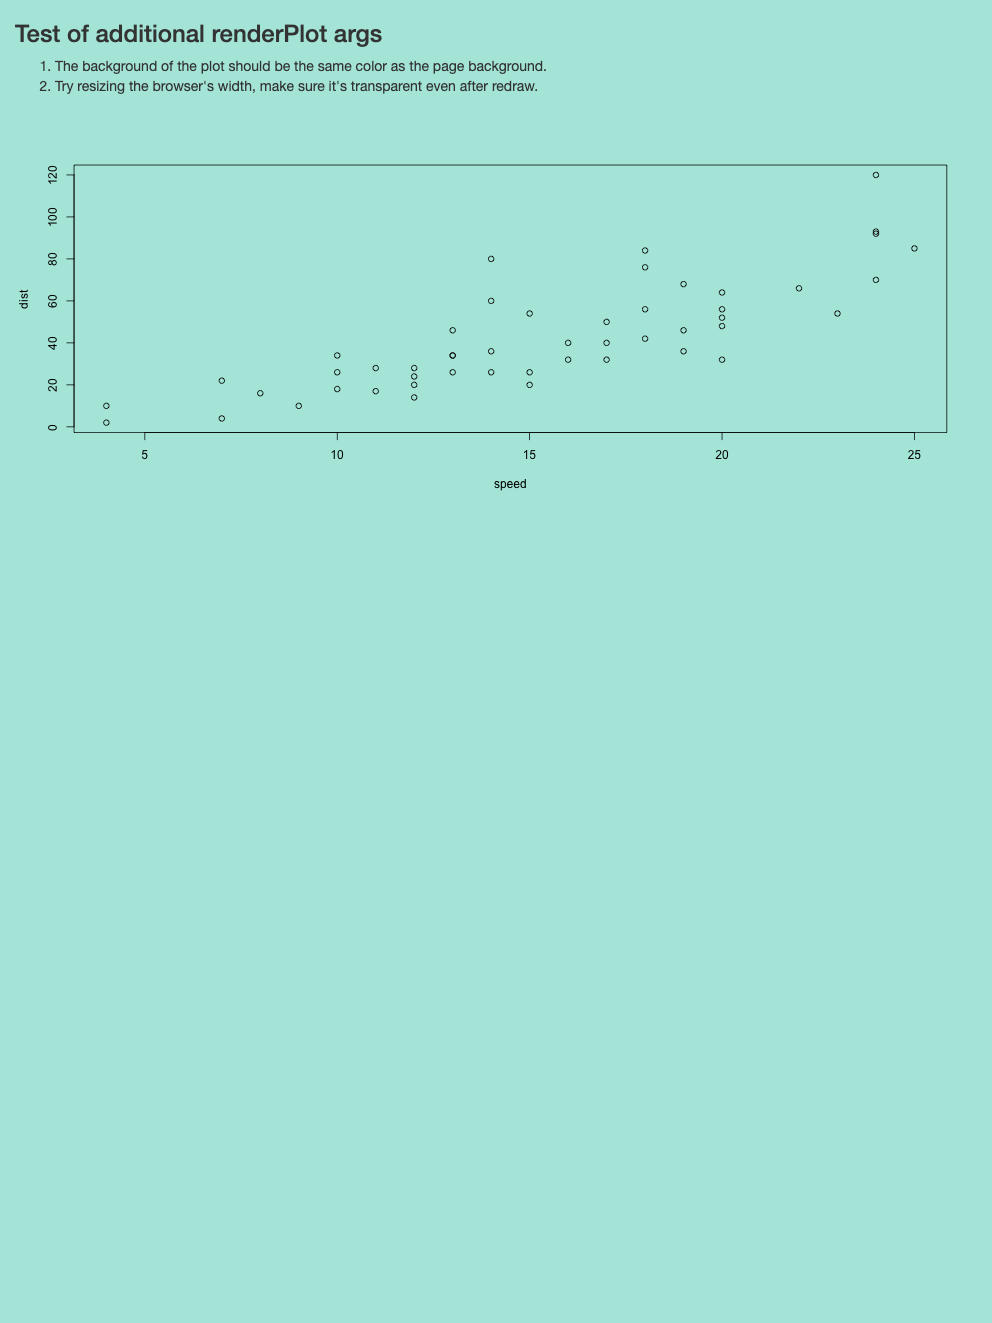 Test of additional renderPlot args
1. The background of the plot should be the same color as the page background.
2. Try resizing the browser's width, make sure it's transparent even after redraw.
120
100
80
60
40
20
0
dist
5 10 15 20 25
speed